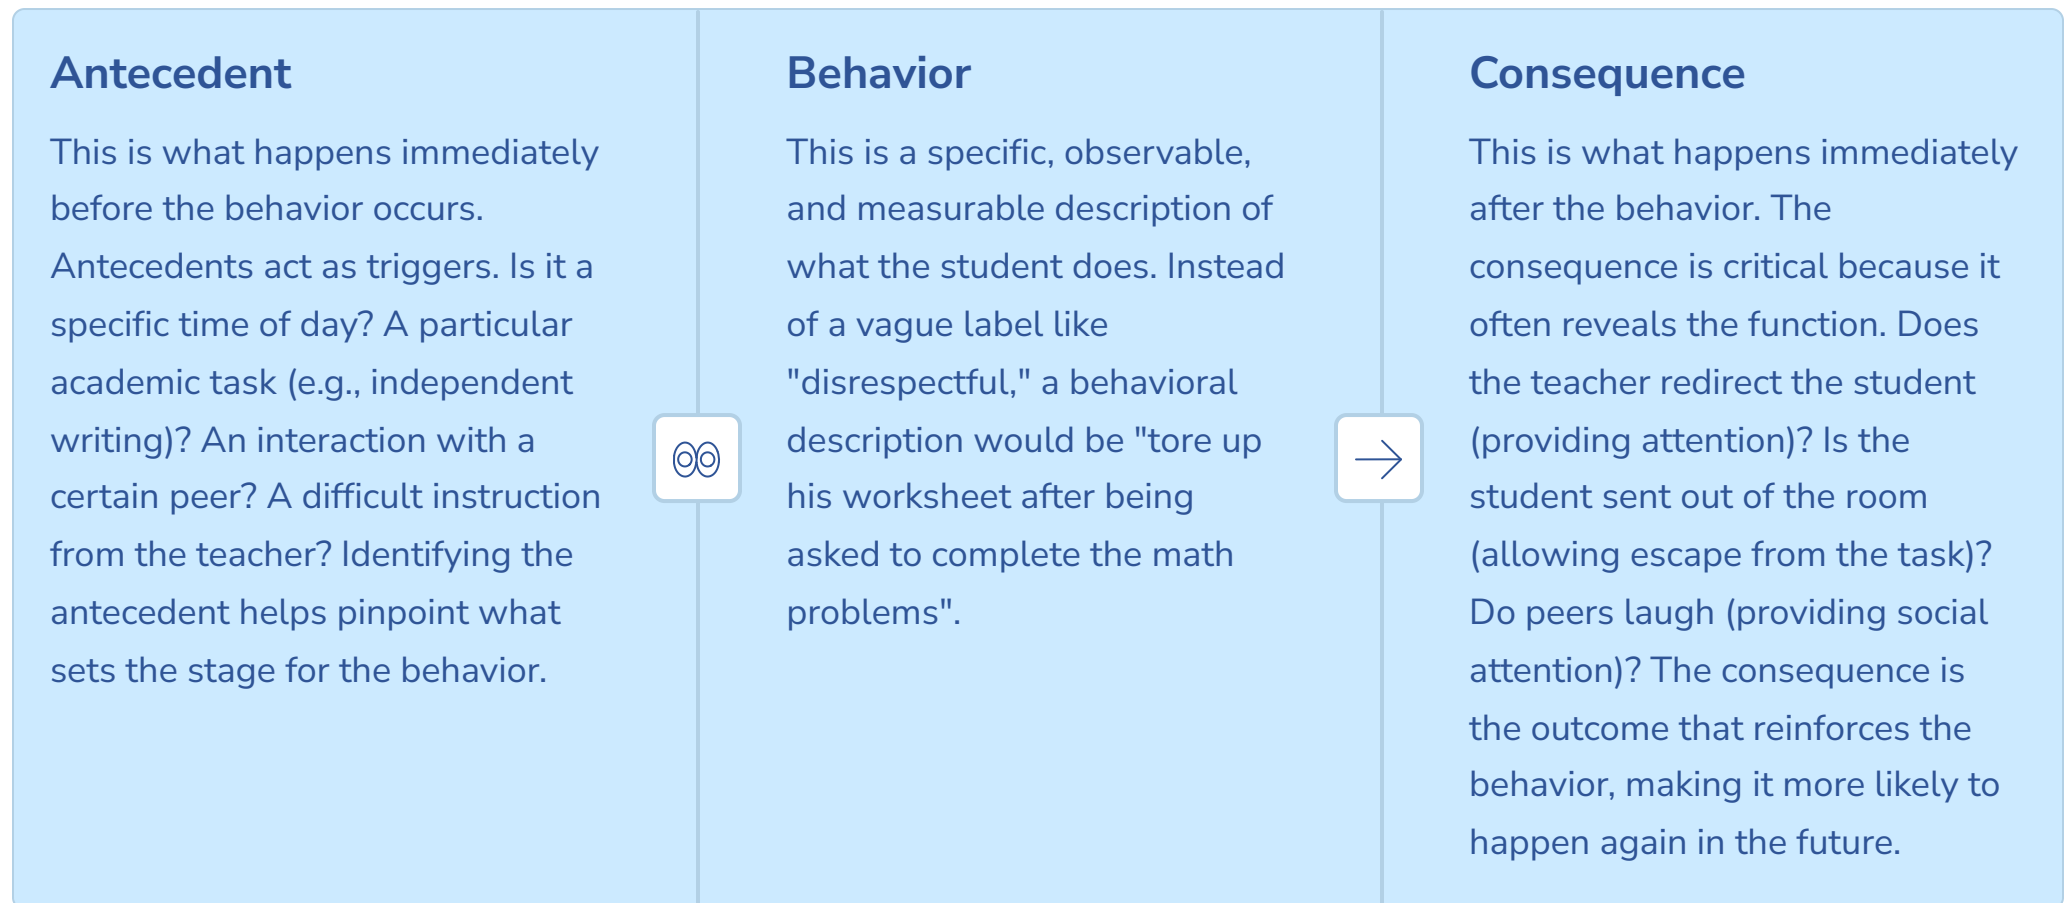 Antecedent
This is what happens immediately
before the behavior occurs.
Antecedents act as triggers. Is it a
specific time of day? A particular
academic task (e.g., independent
writing)? An interaction with a
certain peer? A difficult instruction
from the teacher? Identifying the
antecedent helps pinpoint what
sets the stage for the behavior.
Behavior
This is a specific, observable,
and measurable description of
what the student does. Instead
of a vague label like
"disrespectful," a behavioral
description would be "tore up
his worksheet after being
asked to complete the math
problems".
Consequence
This is what happens immediately
after the behavior. The
consequence is critical because it
often reveals the function. Does
the teacher redirect the student
(providing attention)? Is the
student sent out of the room
(allowing escape from the task)?
Do peers laugh (providing social
attention)? The consequence is
the outcome that reinforces the
behavior, making it more likely to
happen again in the future.